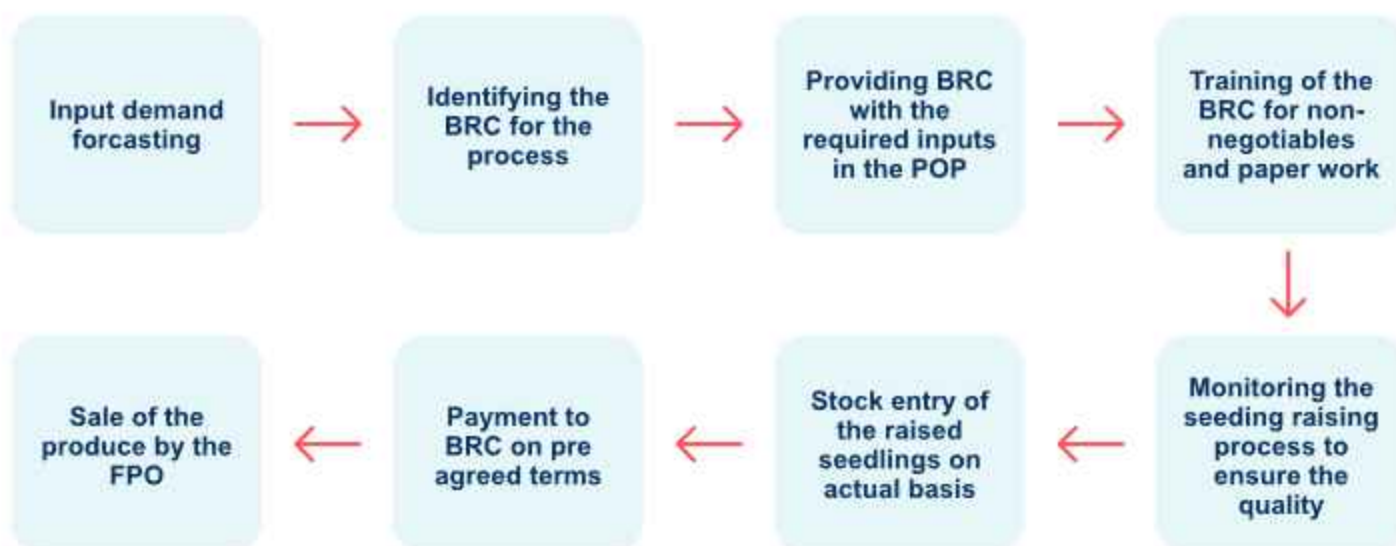 Input demand
forcasting
Identifying the
BRC for the
process
Providing BRC
with the
required inputs
in the POP
Training of the
BRC for non-
negotiables
and paper work
Monitoring the
seeding raising
process to
ensure the
quality
Stock entry of
the raised
seedlings on
actual basis
Payment to
BRC on pre
agreed terms
Sale of the
produce by the
FPO